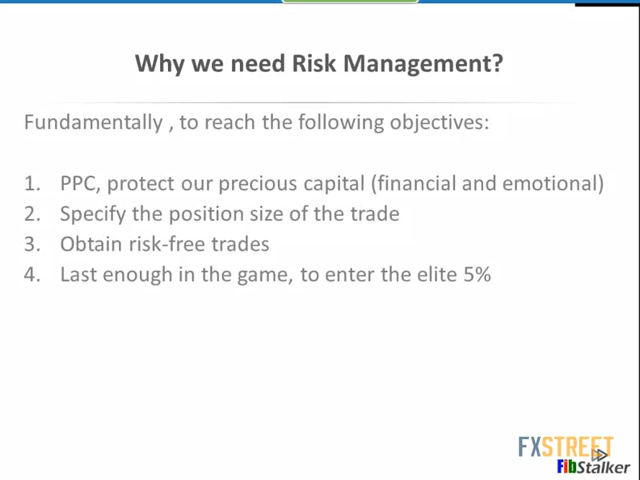 Why we need Risk Management?
Fundamentally , to reach the following objectives:
1. PPC, protect our precious capital (financial and emotional)
2. Specify the position size of the trade
3. Obtain risk-free trades
4. Last enough in the game, to enter the elite 5%
FXSTREET
FibStalker